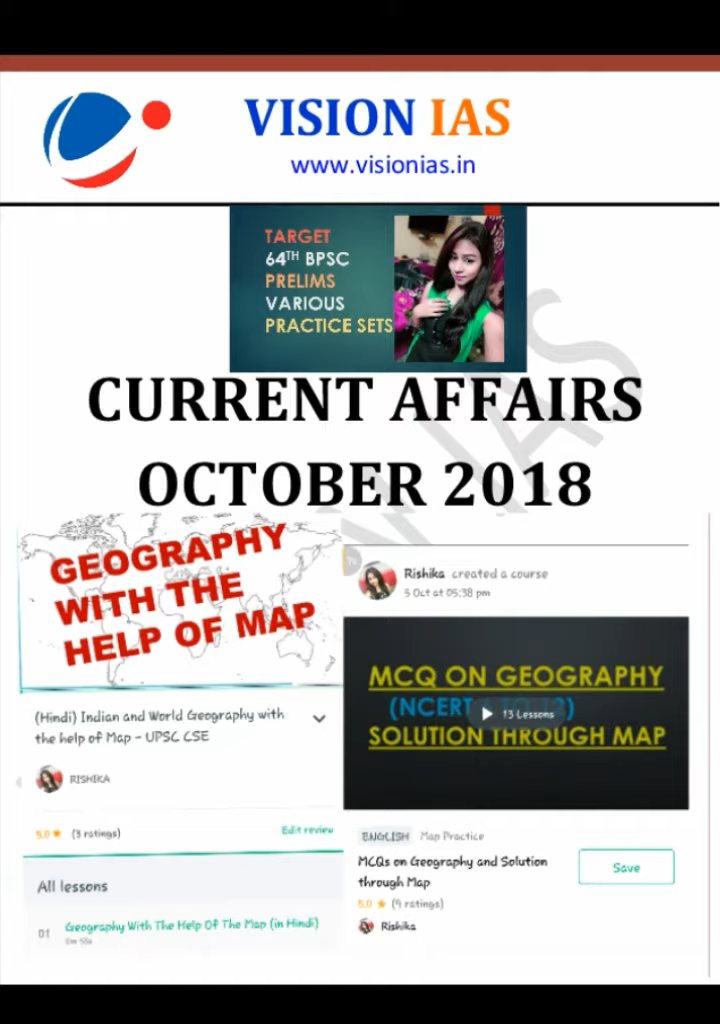 VISION IAS
www.visionias.in
TARGET
64TH BPSC
PRELIMS
VARIOUS
PRACTICE SETS
CURRENT AFFAIRS
OCTOBER 2018
GEOGRAPHY
WITH THE
HELP OF MAP
(Hindi) Indian and World Geography with
the help of Map - UPSC CSE
RISHIKA
5.0 ★ (3 ratings)
Edit review
All lessons
01
Geography With The Help Of The Map (in Hindi)
Rishika created a course
3 Oct at 05:38 pm
MCQ ON GEOGRAPHY
(NCERT 12)
13 Lessons
SOLUTION THROUGH MAP
ENGLISH Map Practice
MCQs on Geography and Solution
through Map
Save
5.0 ★ (9 ratings)
Rishika